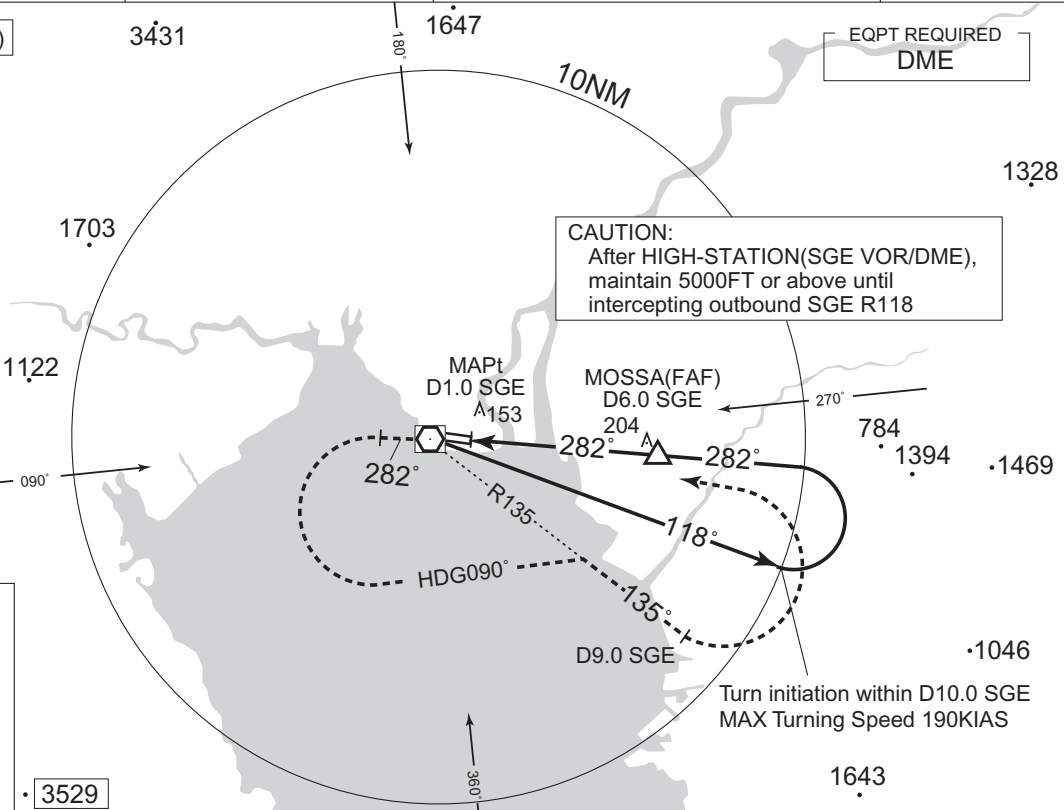 )
3431
1647
180°
EQPT REQUIRED
DME
10NM
1328
1703
CAUTION:
After HIGH-STATION(SGE VOR/DME),
maintain 5000FT or above until
intercepting outbound SGE R118
1122
MAPt
D1.0 SGE
153
MOSSA(FAF)
D6.0 SGE
204
270°
784
1394
1469
090°
282°
282°
282°
R135
118°
HDG090°
135°
D9.0 SGE
1046
Turn initiation within D10.0 SGE
MAX Turning Speed 190KIAS
360°
1643
3529